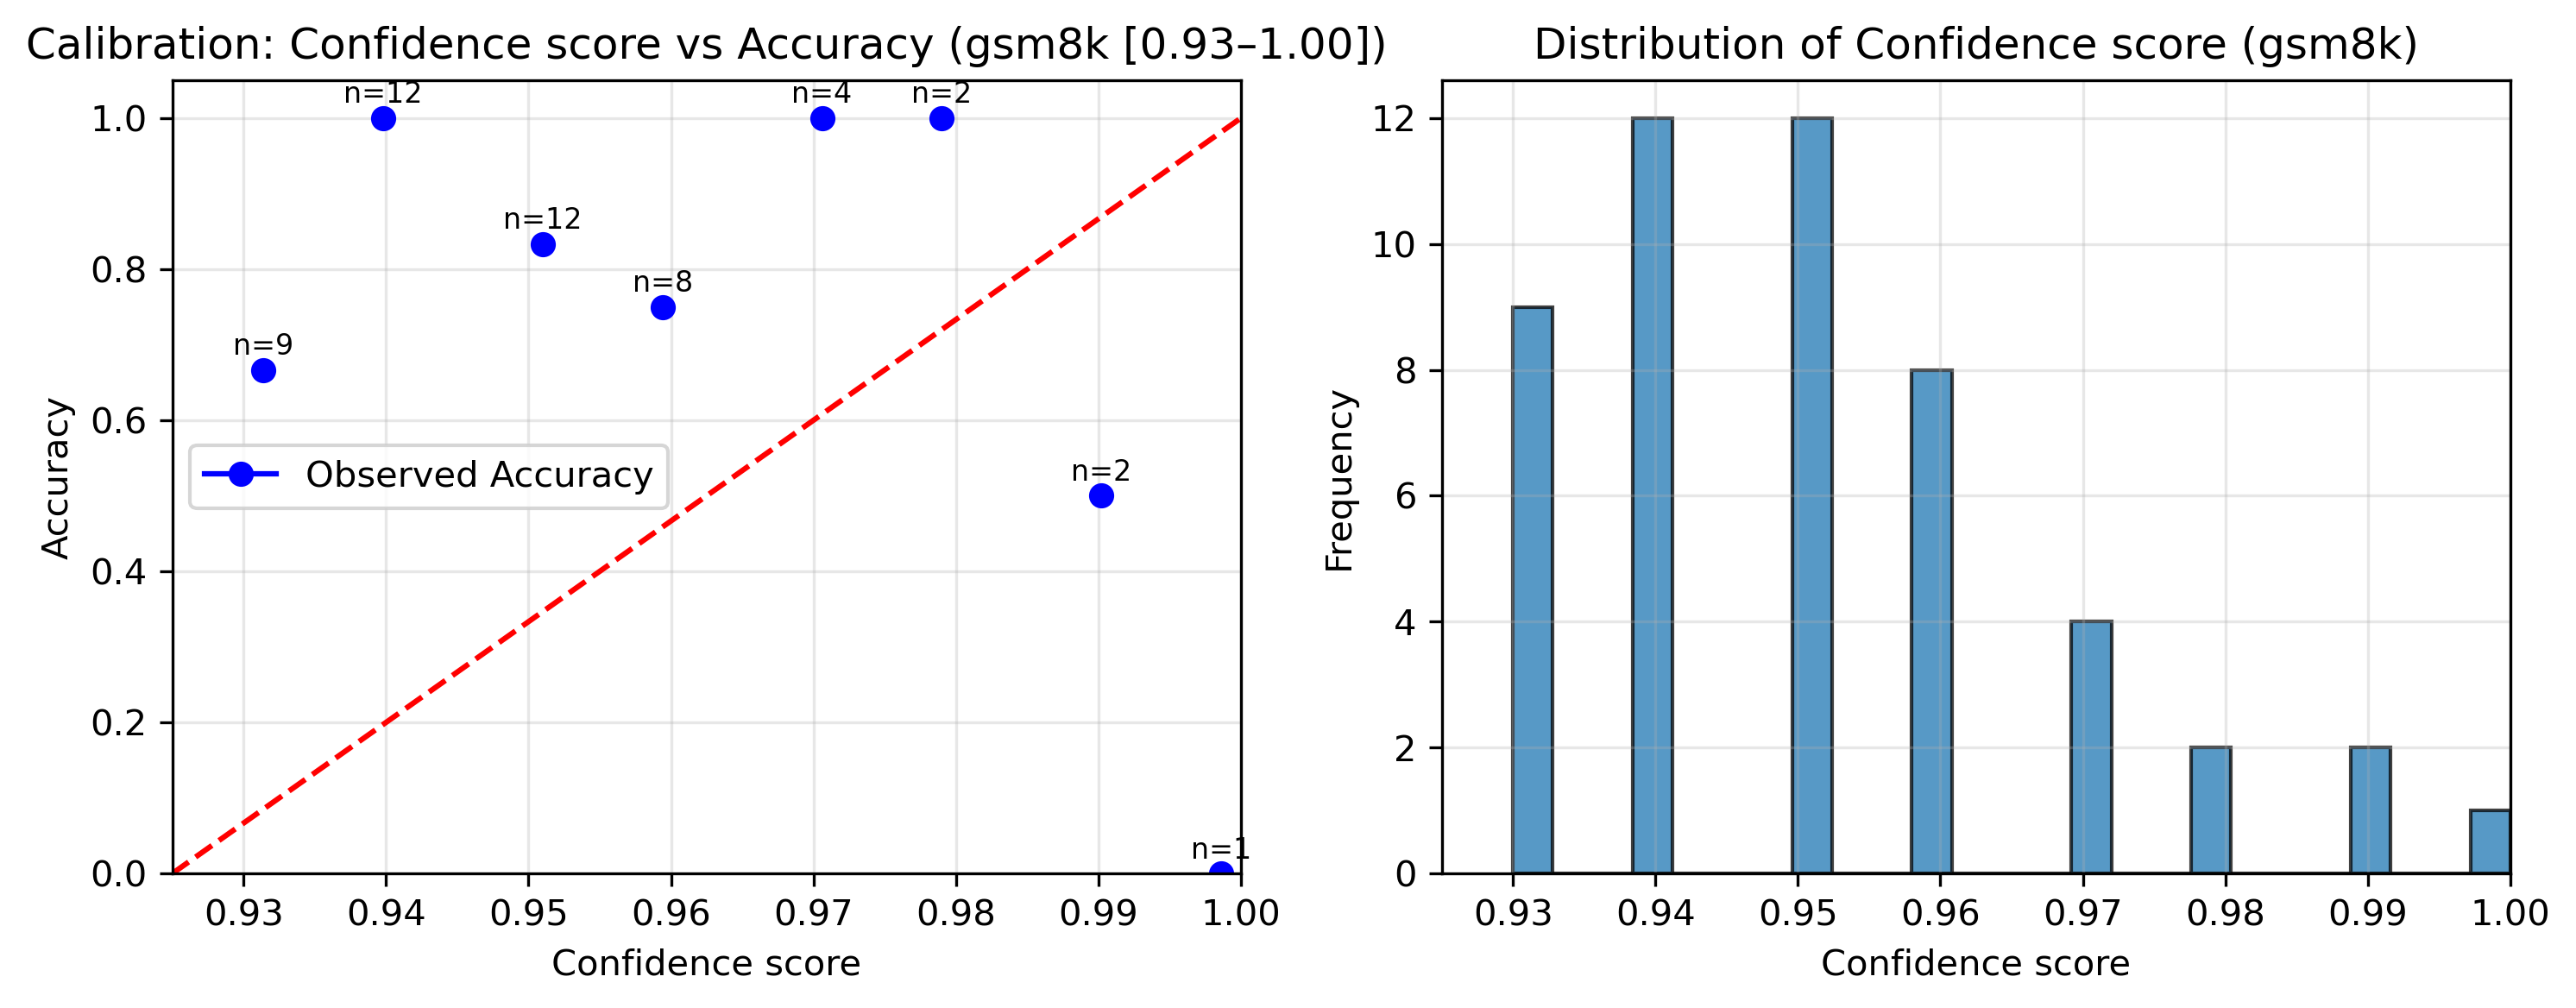 Calibration: Confidence score vs Accuracy (gsm8k [0.93–1.00])
n=12
n=4
n=2
n=12
n=8
n=9
n=2
n=1
Observed Accuracy
Accuracy
1.0
0.8
0.6
0.4
0.2
0.0
0.93 0.94 0.95 0.96 0.97 0.98 0.99 1.00
Confidence score
Distribution of Confidence score (gsm8k)
Frequency
12
10
8
6
4
2
0
0.93 0.94 0.95 0.96 0.97 0.98 0.99 1.00
Confidence score